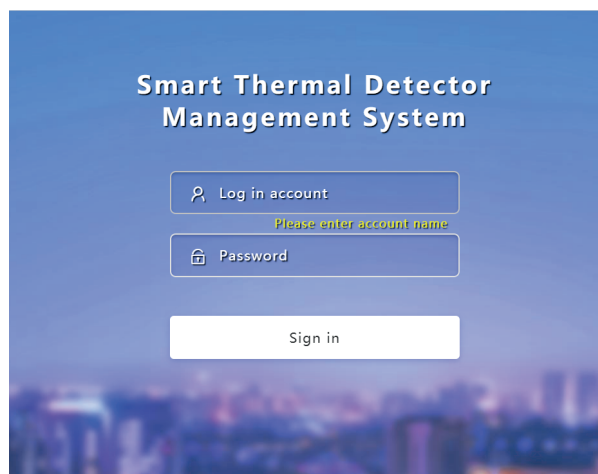 Smart Thermal Detector
Management System
Log in account
Please enter account name
Password
Sign in